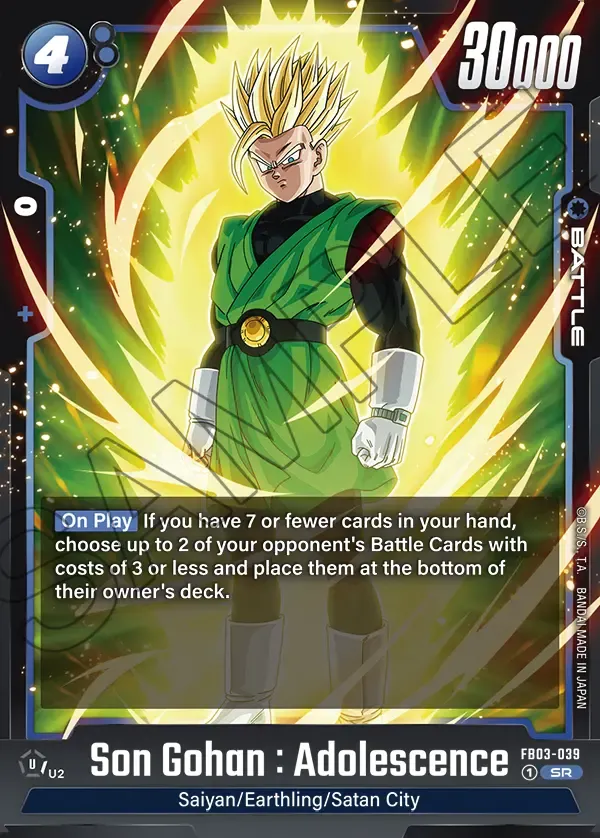 4
30000
0
+
BATTLE
SAMPLE
On Play If you have 7 or fewer cards in your hand,
choose up to 2 of your opponent's Battle Cards with
costs of 3 or less and place them at the bottom of
their owner's deck.
©B.S./S., T.A. BANDAI MADE IN JAPAN
U/U2
Son Gohan : Adolescence
FB03-039
1 SR
Saiyan/Earthling/Satan City